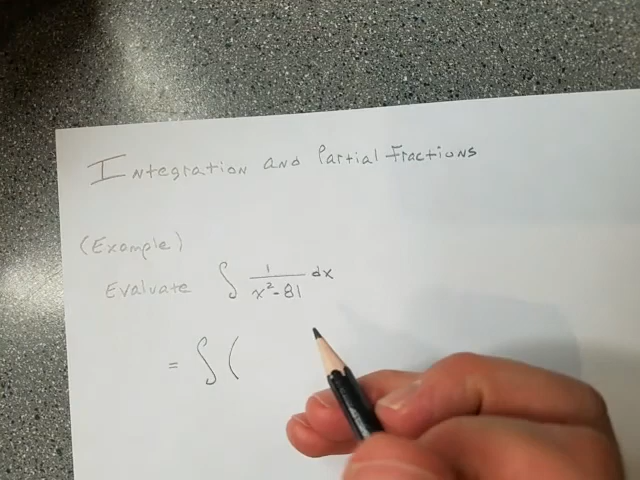 Integration and Partial Fractions
(Example)
Evaluate ∫ 1/(x²-81) dx
= ∫ (